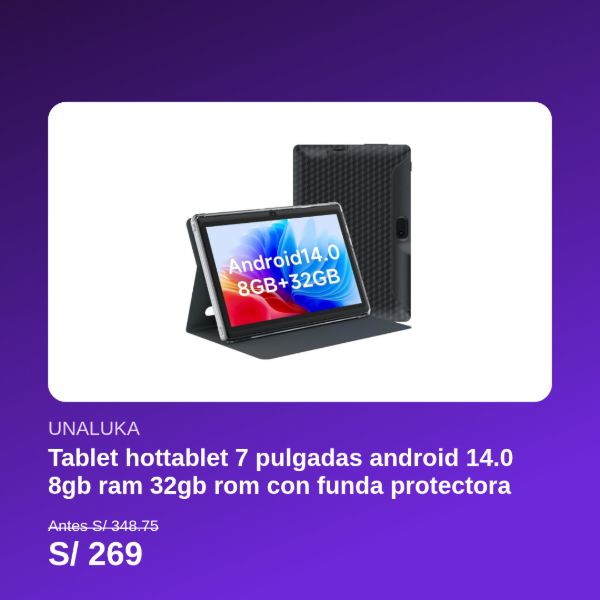 Android14.0
8GB+32GB
UNALUKA
Tablet hottablet 7 pulgadas android 14.0
8gb ram 32gb rom con funda protectora
Antes S/ 348.75
S/ 269